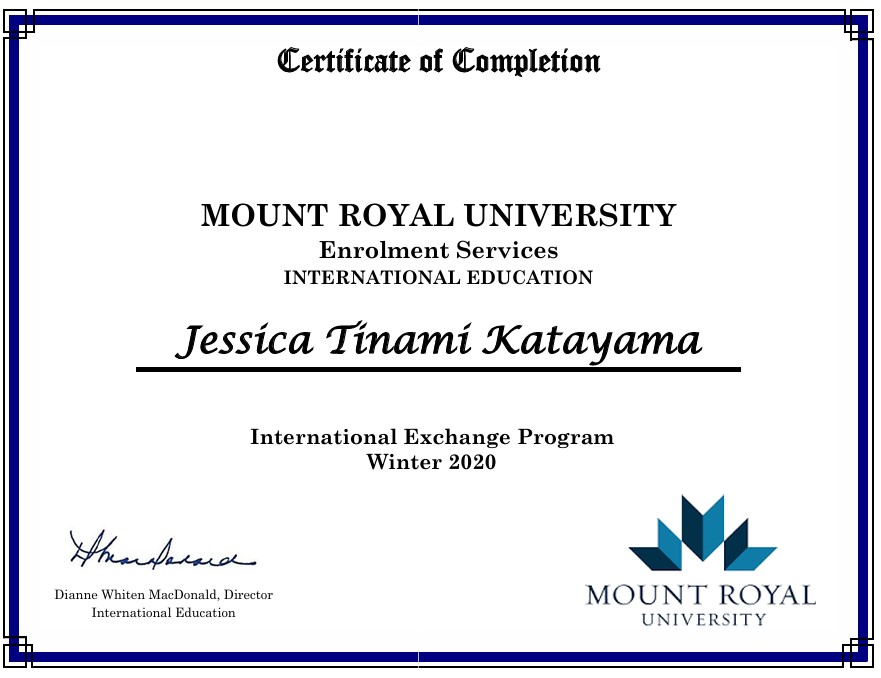 Certificate of Completion
MOUNT ROYAL UNIVERSITY
Enrolment Services
INTERNATIONAL EDUCATION
Jessica Tinami Katayama
International Exchange Program
Winter 2020
Dianne Whiten MacDonald, Director
International Education
MOUNT ROYAL
UNIVERSITY